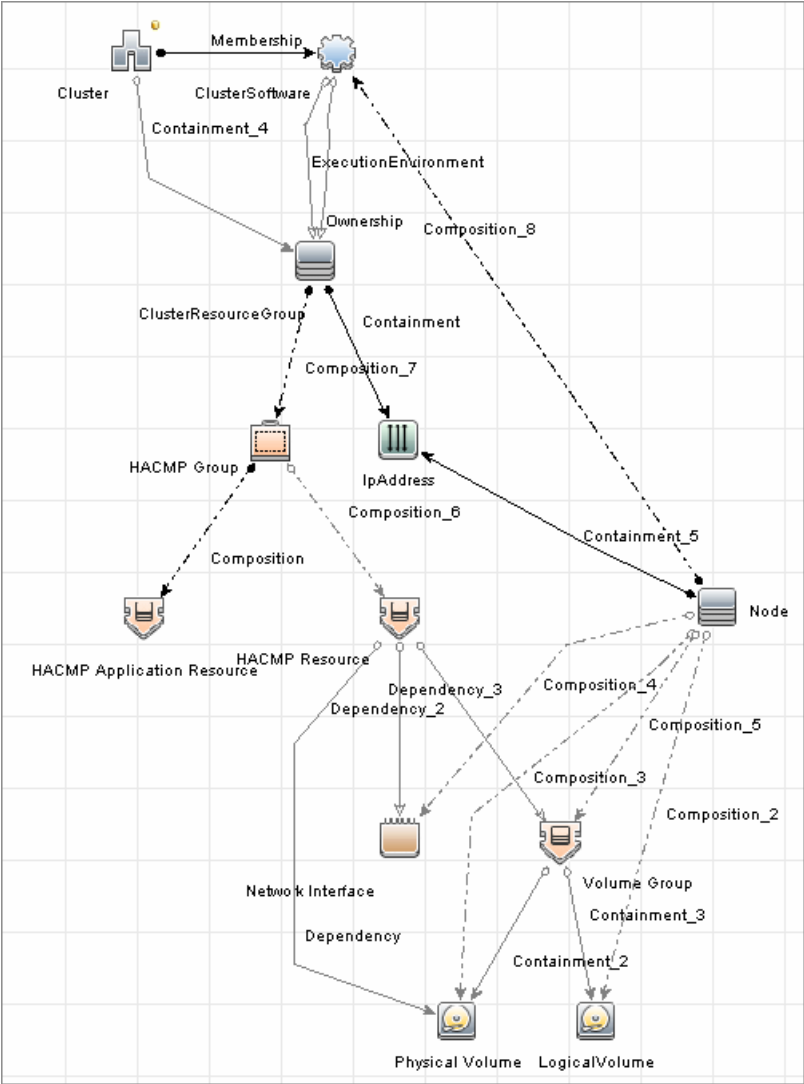 Membership
Cluster
ClusterSoftware
Containment_4
ExecutionEnvironment
Ownership
Composition_8
ClusterResourceGroup
Containment
Composition_7
HACMP Group
IpAddress
Composition_6
Containment_5
Composition
Node
HACMP Application Resource
HACMP Resource
Dependency_3
Composition_4
Dependency_2
Composition_5
Composition_3
Composition_2
Network Interface
Volume Group
Containment_3
Dependency
Containment_2
Physical Volume
LogicalVolume